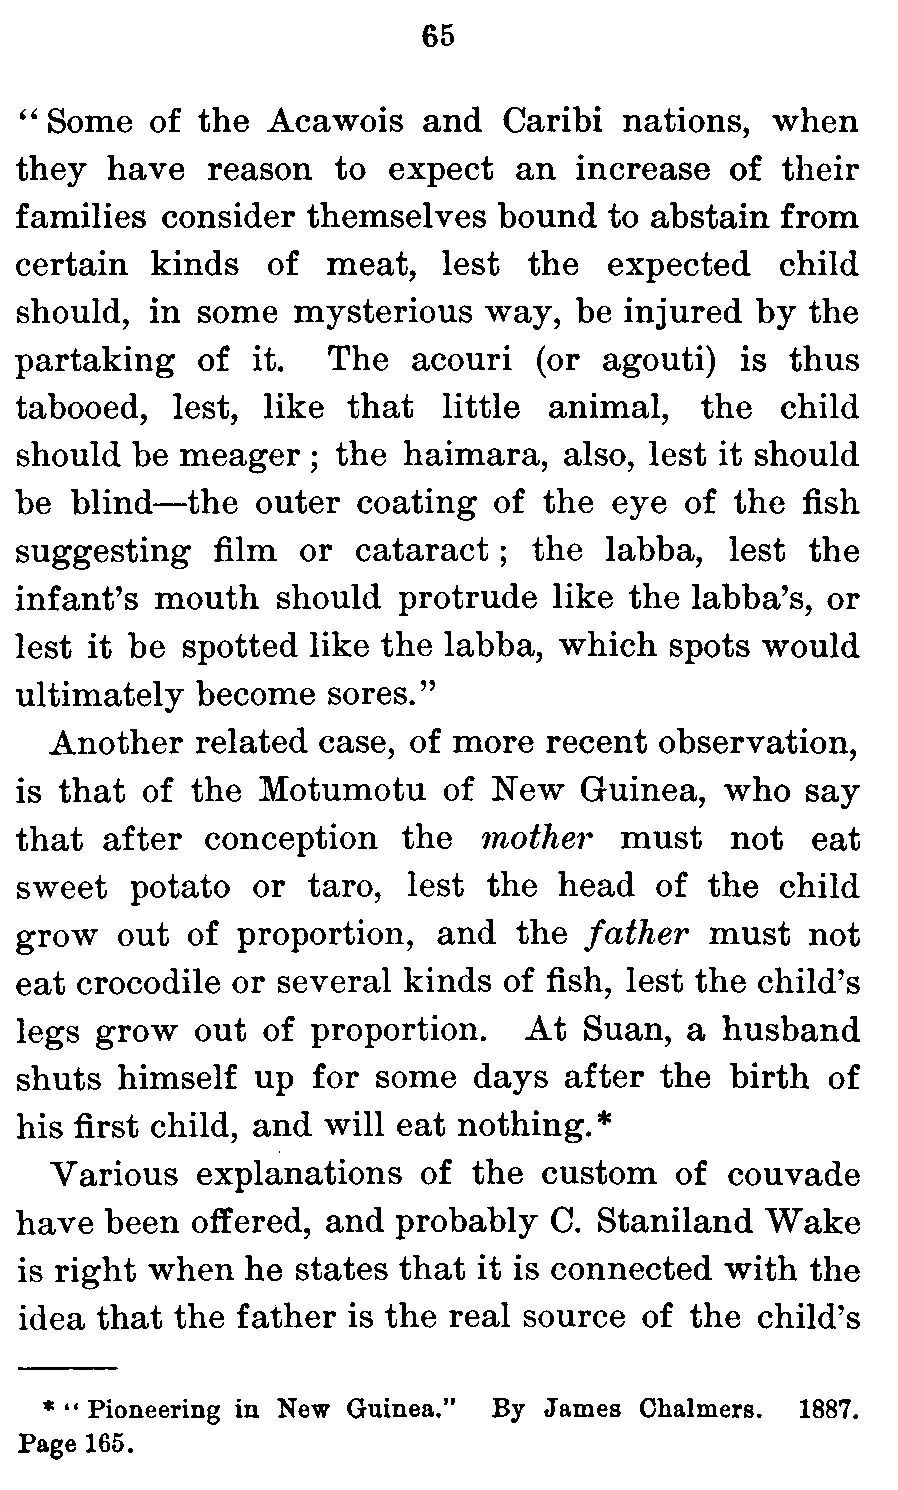 65
“Some of the Acawois and Caribi nations, when
they have reason to expect an increase of their
families consider themselves bound to abstain from
certain kinds of meat, lest the expected child
should, in some mysterious way, be injured by the
partaking of it. The acouri (or agouti) is thus
tabooed, lest, like that little animal, the child
should be meager; the haimara, also, lest it should
be blind—the outer coating of the eye of the fish
suggesting film or cataract; the labba, lest the
infant’s mouth should protrude like the labba’s, or
lest it be spotted like the labba, which spots would
ultimately become sores.”
Another related case, of more recent observation,
is that of the Motumotu of New Guinea, who say
that after conception the mother must not eat
sweet potato or taro, lest the head of the child
grow out of proportion, and the father must not
eat crocodile or several kinds of fish, lest the child’s
legs grow out of proportion. At Suan, a husband
shuts himself up for some days after the birth of
his first child, and will eat nothing.*
Various explanations of the custom of couvade
have been offered, and probably C. Staniland Wake
is right when he states that it is connected with the
idea that the father is the real source of the child’s
* “Pioneering in New Guinea.” By James Chalmers. 1887.
Page 165.